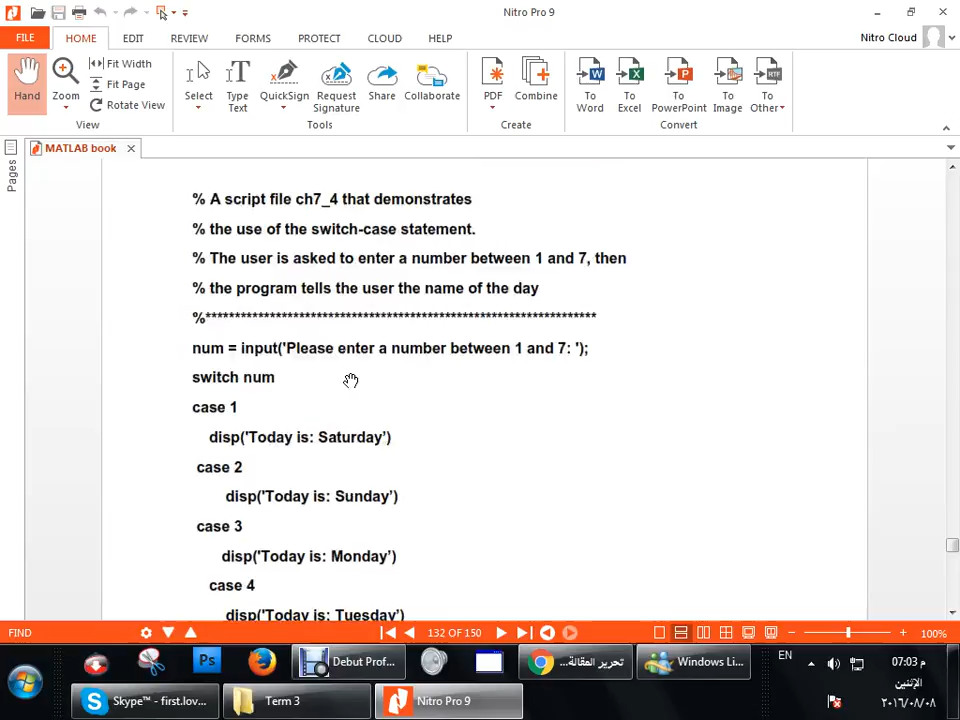 Nitro Pro 9
FILE HOME EDIT REVIEW FORMS PROTECT CLOUD HELP Nitro Cloud
Hand Zoom Fit Width Fit Page Rotate View Select Type Text QuickSign Request Signature Share Collaborate PDF Combine To Word To Excel To PowerPoint To Image To Other
View Tools Create Convert
MATLAB book
Pages
% A script file ch7_4 that demonstrates
% the use of the switch-case statement.
% The user is asked to enter a number between 1 and 7, then
% the program tells the user the name of the day
%******************************************************************
num = input('Please enter a number between 1 and 7: ');
switch num
case 1
disp('Today is: Saturday’)
case 2
disp('Today is: Sunday’)
case 3
disp('Today is: Monday’)
case 4
disp('Today is: Tuesday’)
FIND 132 OF 150 100%
Ps Debut Prof... تحرير المقالة... Windows Li... EN 07:03 م
الإثنين
Skype™ - first.lov... Term 3 Nitro Pro 9 ٢٠١٦/٠٨/٠٨